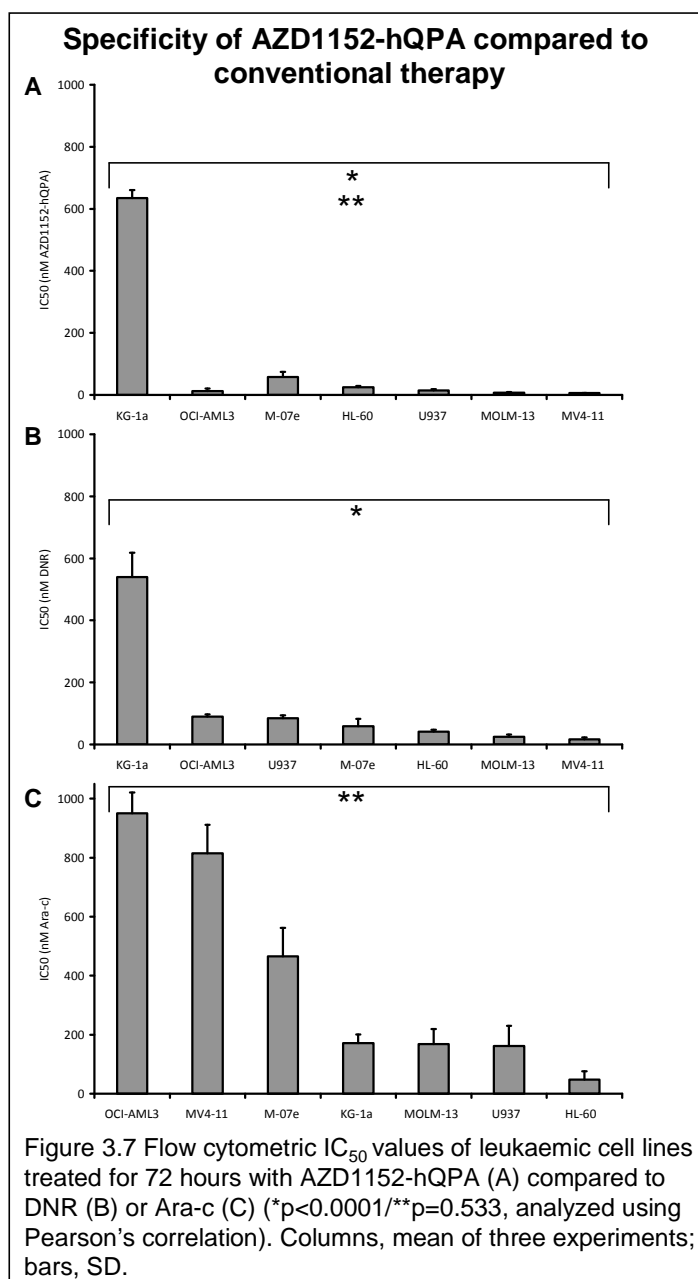 Specificity of AZD1152-hQPA compared to
conventional therapy
A
IC50 (nM AZD1152-hQPA)
1000
800
600
400
200
0
*
**
KG-1a OCI-AML3 M-07e HL-60 U937 MOLM-13 MV4-11
B
IC50 (nM DNR)
1000
800
600
400
200
0
*
KG-1a OCI-AML3 U937 M-07e HL-60 MOLM-13 MV4-11
C
IC50 (nM Ara-c)
1000
800
600
400
200
0
**
OCI-AML3 MV4-11 M-07e KG-1a MOLM-13 U937 HL-60
Figure 3.7 Flow cytometric IC₅₀ values of leukaemic cell lines
treated for 72 hours with AZD1152-hQPA (A) compared to
DNR (B) or Ara-c (C) (*p<0.0001/**p=0.533, analyzed using
Pearson’s correlation). Columns, mean of three experiments;
bars, SD.